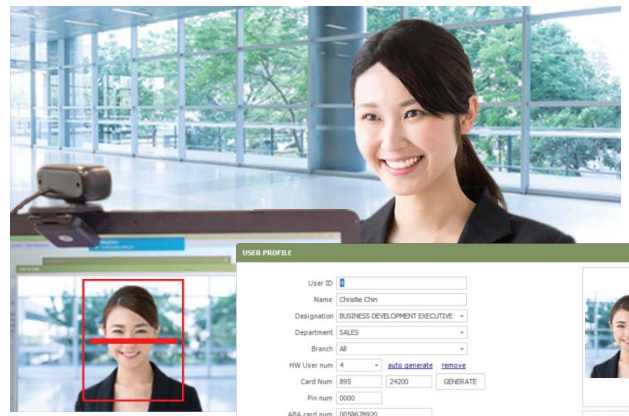 USER PROFILE
User ID 4
Name Christie Chin
Designation BUSINESS DEVELOPMENT EXECUTIVE
Department SALES
Branch All
HW User num 4 auto generate remove
Card Num 895 24200 GENERATE
Pin num 0000
ABA card num 0058678920